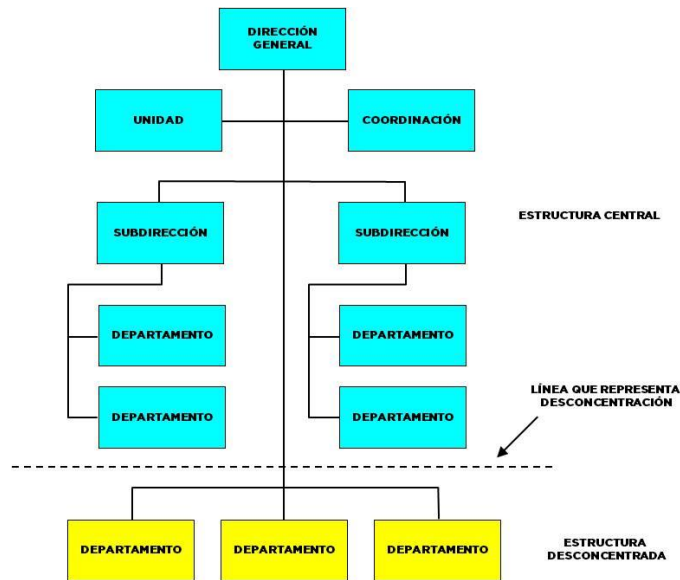 DIRECCIÓN
GENERAL
UNIDAD
COORDINACIÓN
SUBDIRECCIÓN
SUBDIRECCIÓN
ESTRUCTURA CENTRAL
DEPARTAMENTO
DEPARTAMENTO
DEPARTAMENTO
DEPARTAMENTO
LÍNEA QUE REPRESENTA
DESCONCENTRACIÓN
DEPARTAMENTO
DEPARTAMENTO
DEPARTAMENTO
ESTRUCTURA
DESCONCENTRADA